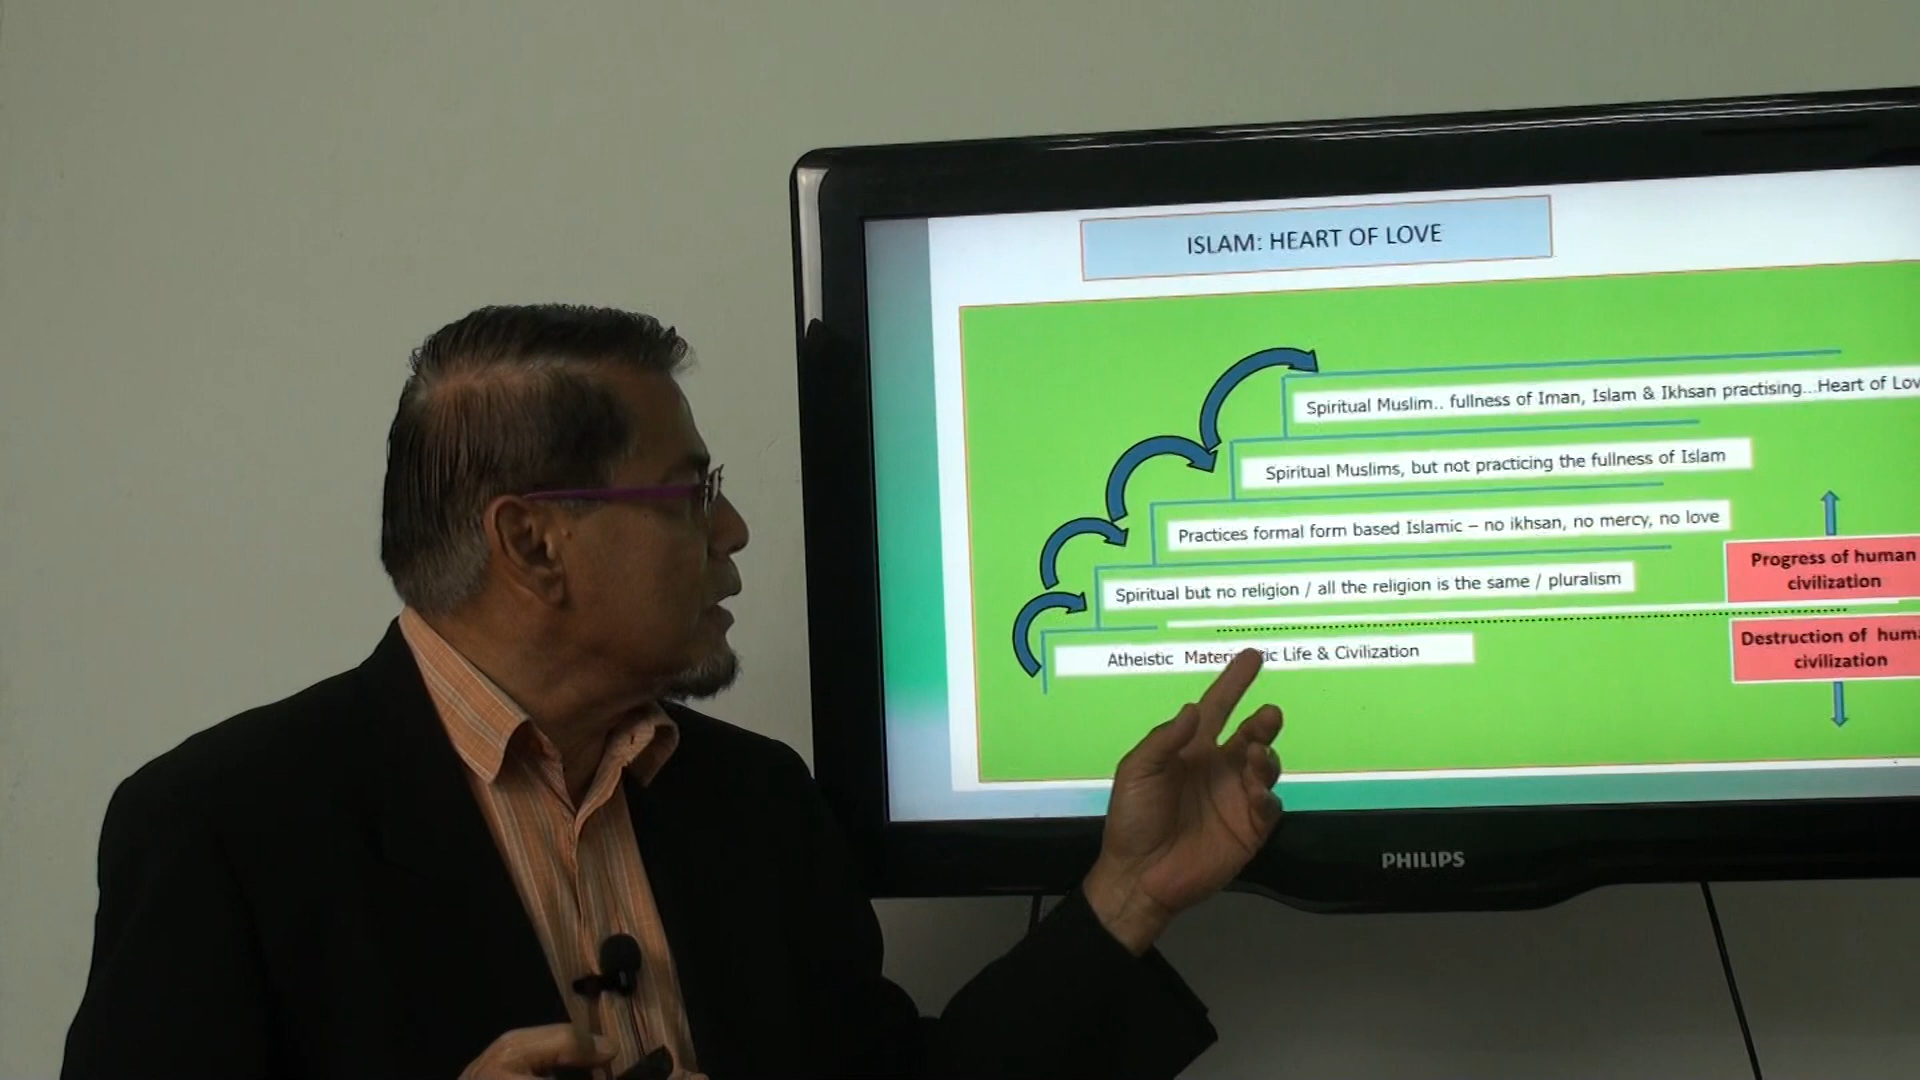 ISLAM: HEART OF LOVE
Spiritual Muslim.. fullness of Iman, Islam & Ikhsan practising...Heart of Lov
Spiritual Muslims, but not practicing the fullness of Islam
Practices formal form based Islamic – no ikhsan, no mercy, no love
Spiritual but no religion / all the religion is the same / pluralism
Atheistic Life & Civilization
Progress of human
civilization
Destruction of huma
civilization
PHILIPS